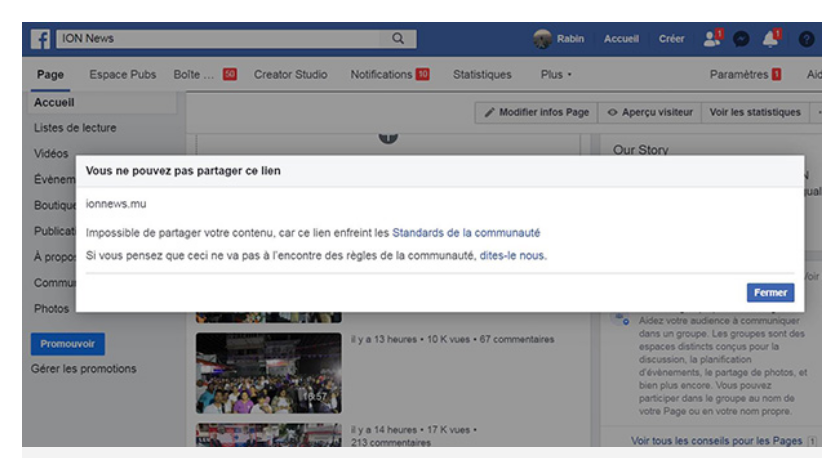 ION News
Rabin Accueil Créer 1 1
Page Espace Pubs Boîte ... 50 Creator Studio Notifications 10 Statistiques Plus Paramètres 1 Aid
Accueil
Modifier infos Page Aperçu visiteur Voir les statistiques
Listes de lecture
Vidéos
Our Story
Évènem
Boutique
Publicat
À propos
Commu
Photos
Vous ne pouvez pas partager ce lien
ionnews.mu
Impossible de partager votre contenu, car ce lien enfreint les Standards de la communauté
Si vous pensez que ceci ne va pas à l'encontre des règles de la communauté, dites-le nous.
Fermer
Promouvoir
Gérer les promotions
il y a 13 heures • 10 K vues • 67 commentaires
16:57
il y a 14 heures • 17 K vues •
213 commentaires
Aidez votre audience à communiquer
dans un groupe. Les groupes sont des
espaces distincts conçus pour la
discussion, la planification
d'évènements, le partage de photos, et
bien plus encore. Vous pouvez
participer dans le groupe au nom de
votre Page ou en votre nom propre.
Voir tous les conseils pour les Pages